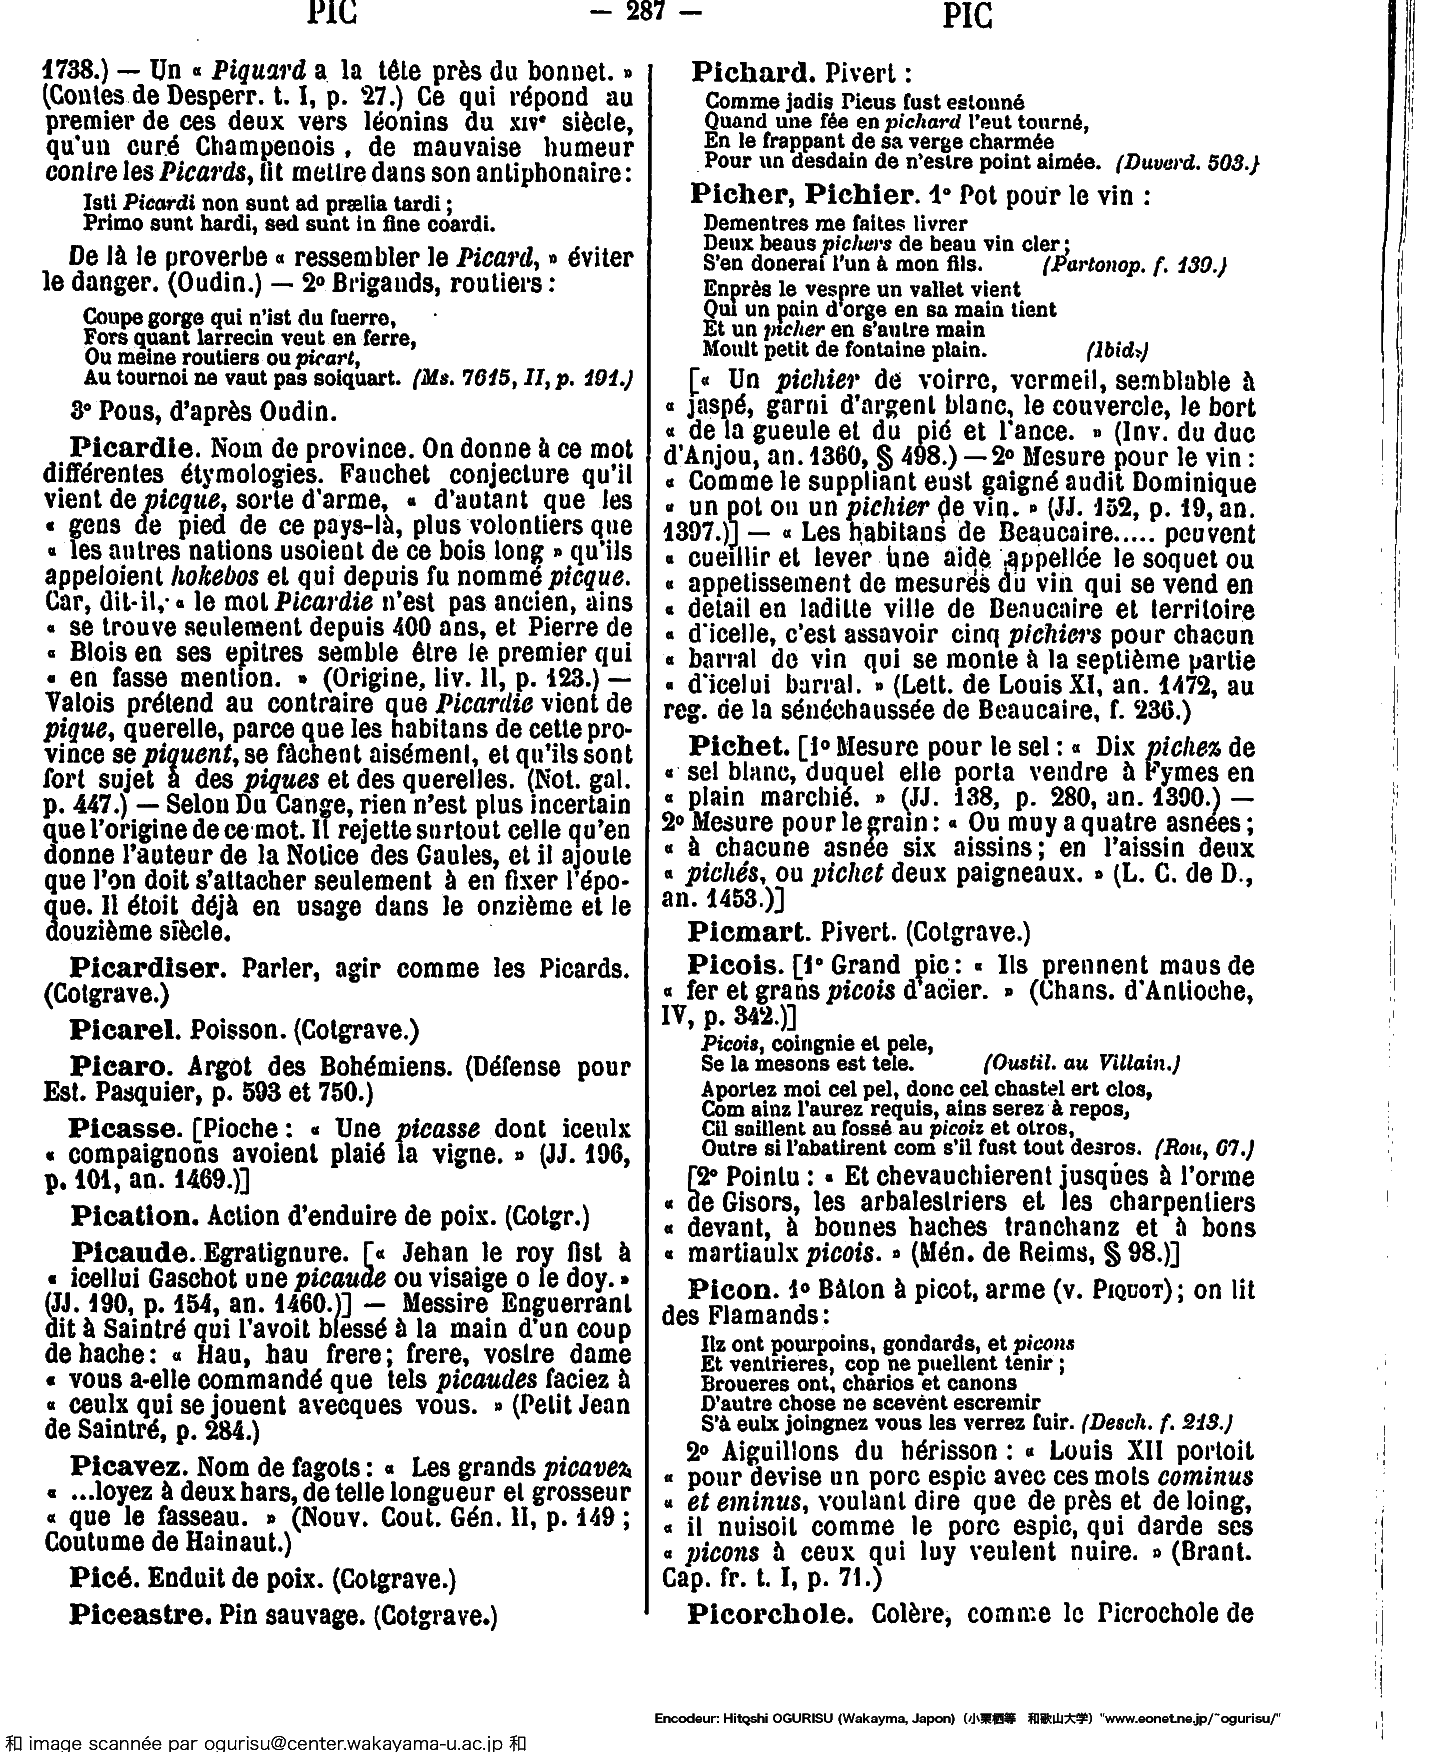 PIC — 287 — PIC
1738.) — Un « Piquard a la tête près du bonnet. »
(Contes de Desperr. t. I, p. 27.) Ce qui répond au
premier de ces deux vers léonins du XIVe siècle,
qu'un curé Champenois, de mauvaise humeur
contre les Picards, fit mettre dans son antiphonaire :
Isti Picardi non sunt ad prælia tardi ;
Primo sunt hardi, sed sunt in fine coardi.
De là le proverbe « ressembler le Picard, » éviter
le danger. (Oudin.) — 2° Brigands, routiers :
Coupe gorge qui n'ist du fuerre,
Fors quant larrecin veut en ferre,
Ou meine routiers ou picart,
Au tournoi ne vaut pas soiquart. (Ms. 7615, II, p. 191.)
3° Pous, d'après Oudin.
Picardie. Nom de province. On donne à ce mot
différentes étymologies. Fauchet conjecture qu'il
vient de picque, sorte d'arme, « d'autant que les
« gens de pied de ce pays-là, plus volontiers que
« les autres nations usoient de ce bois long » qu'ils
appeloient hokebos et qui depuis fu nommé picque.
Car, dit-il, « le mot Picardie n'est pas ancien, ains
« se trouve seulement depuis 400 ans, et Pierre de
« Blois en ses epitres semble être le premier qui
« en fasse mention. » (Origine, liv. II, p. 123.) —
Valois prétend au contraire que Picardie vient de
pique, querelle, parce que les habitans de cette pro-
vince se piquent, se fâchent aisément, et qu'ils sont
fort sujet à des piques et des querelles. (Not. gal.
p. 447.) — Selon Du Cange, rien n'est plus incertain
que l'origine de ce mot. Il rejette surtout celle qu'en
donne l'auteur de la Notice des Gaules, et il ajoute
que l'on doit s'attacher seulement à en fixer l'épo-
que. Il étoit déjà en usage dans le onzième et le
douzième siècle.
Picardiser. Parler, agir comme les Picards.
(Cotgrave.)
Picarel. Poisson. (Cotgrave.)
Picaro. Argot des Bohémiens. (Défense pour
Est. Pasquier, p. 593 et 750.)
Picasse. [Pioche : « Une picasse dont iceulx
« compaignons avoient plaié la vigne. » (JJ. 196,
p. 101, an. 1469.)]
Pication. Action d'enduire de poix. (Cotgr.)
Picaude. Egratignure. [« Jehan le roy fist à
« icellui Gaschot une picaude ou visaige o le doy. »
(JJ. 190, p. 154, an. 1460.)] — Messire Enguerrant
dit à Saintré qui l'avoit blessé à la main d'un coup
de hache : « Hau, hau frere ; frere, vostre dame
« vous a-elle commandé que tels picaudes faciez à
« ceulx qui se jouent avecques vous. » (Petit Jean
de Saintré, p. 284.)
Picavez. Nom de fagots : « Les grands picavez
« ...loyez à deux hars, de telle longueur et grosseur
« que le fasseau. » (Nouv. Cout. Gén. II, p. 149 ;
Coutume de Hainaut.)
Picé. Enduit de poix. (Cotgrave.)
Piceastre. Pin sauvage. (Cotgrave.)
Pichard. Pivert :
Comme jadis Picus fust estonné
Quand une fée en pichard l'eut tourné,
En le frappant de sa verge charmée
Pour un desdain de n'estre point aimée. (Duverd. 503.)
Picher, Pichier. 1° Pot pour le vin :
Dementres me faites livrer
Deux beaus pichers de beau vin cler ;
S'en donerai l'un à mon fils. (Partonop. f. 139.)
Enprès le vespre un vallet vient
Qui un pain d'orge en sa main tient
Et un picher en s'autre main
Moult petit de fontaine plain. (Ibid.)
[« Un pichier de voirre, vermeil, semblable à
« jaspé, garni d'argent blanc, le couvercle, le bort
« de la gueule et du pié et l'ance. » (Inv. du duc
d'Anjou, an. 1360, § 498.) — 2° Mesure pour le vin :
« Comme le suppliant eust gaigné audit Dominique
« un pot ou un pichier de vin. » (JJ. 152, p. 19, an.
1397.)] — « Les habitans de Beaucaire..... peuvent
« cueillir et lever une aide appellée le soquet ou
« appetissement de mesures du vin qui se vend en
« detail en laditte ville de Beaucaire et territoire
« d'icelle, c'est assavoir cinq pichiers pour chacun
« barral de vin qui se monte à la septième partie
« d'icelui barral. » (Lett. de Louis XI, an. 1472, au
reg. de la sénéchaussée de Beaucaire, f. 236.)
Pichet. [1° Mesure pour le sel : « Dix pichez de
« sel blanc, duquel elle porta vendre à Fymes en
« plain marchié. » (JJ. 138, p. 280, an. 1390.) —
2° Mesure pour le grain : « Ou muy a quatre asnées ;
« à chacune asnée six aissins ; en l'aissin deux
« pichés, ou pichet deux paigneaux. » (L. C. de D.,
an. 1453.)]
Picmart. Pivert. (Cotgrave.)
Picois. [1° Grand pic : « Ils prennent maus de
« fer et grans picois d'acier. » (Chans. d'Antioche,
IV, p. 342.)]
Picois, coingnie et pele,
Se la mesons est tele. (Oustil. au Villain.)
Aportez moi cel pel, donc cel chastel ert clos,
Com ainz l'aurez requis, ains serez à repos,
Cil saillent au fossé au picoiz et otros,
Outre si l'abatirent com s'il fust tout desros. (Rou, 67.)
[2° Pointu : « Et chevauchierent jusques à l'orme
« de Gisors, les arbalestriers et les charpentiers
« devant, à bonnes haches tranchanz et à bons
« martiaulx picois. » (Mén. de Reims, § 98.)]
Picon. 1° Bâton à picot, arme (v. PIQUOT) ; on lit
des Flamands :
Ilz ont pourpoins, gondards, et picons
Et ventrieres, cop ne puellent tenir ;
Broueres ont, charios et canons
D'autre chose ne scevent escremir
S'à eulx joingnez vous les verrez fuir. (Desch. f. 213.)
2° Aiguillons du hérisson : « Louis XII portoit
« pour devise un porc espic avec ces mots cominus
« et eminus, voulant dire que de près et de loing,
« il nuisoit comme le porc espic, qui darde ses
« picons à ceux qui luy veulent nuire. » (Brant.
Cap. fr. t. I, p. 71.)
Picorchole. Colère, comme le Picrochole de
Encodeur: Hitoshi OGURISU (Wakayma, Japon) (小栗栖等 和歌山大学) "www.eonet.ne.jp/~ogurisu/"
和 image scannée par ogurisu@center.wakayama-u.ac.jp 和